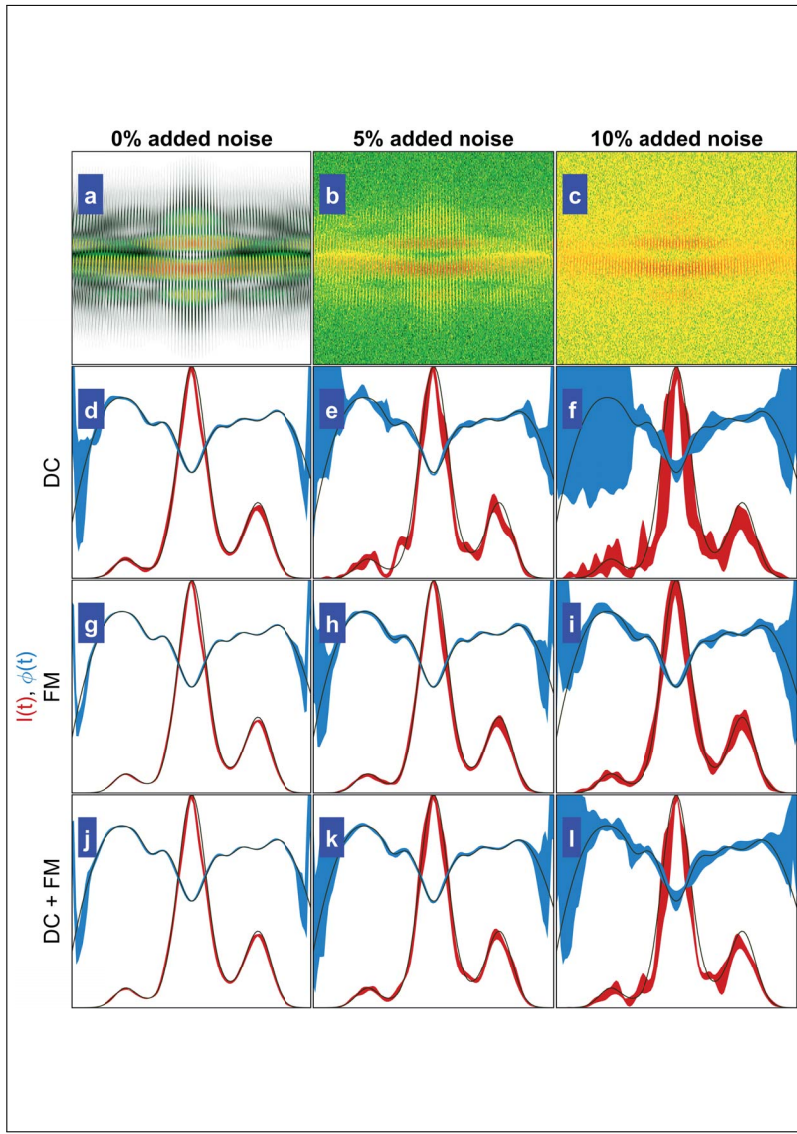 0% added noise 5% added noise 10% added noise
a b c
DC
d e f
I(t), ϕ(t)
FM
g h i
DC + FM
j k l